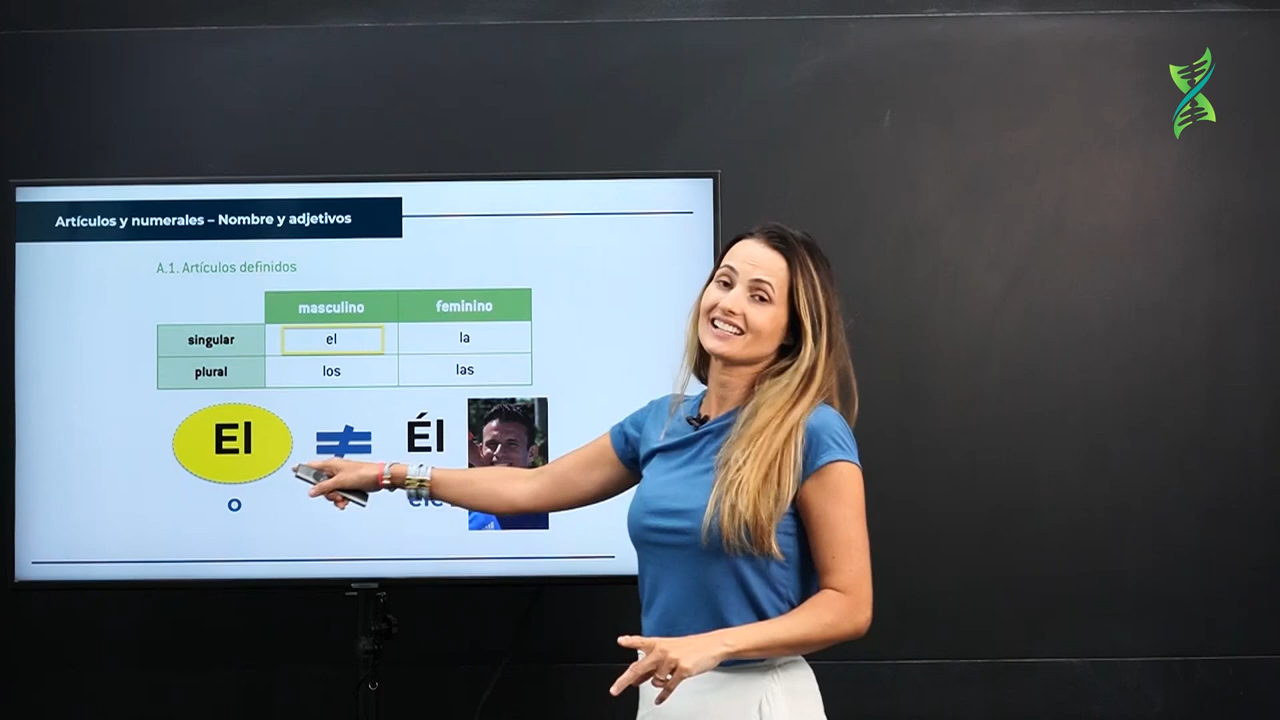 Artículos y numerales – Nombre y adjetivos
A.1. Artículos definidos
masculino feminino
singular el la
plural los las
El ≠ Él
o